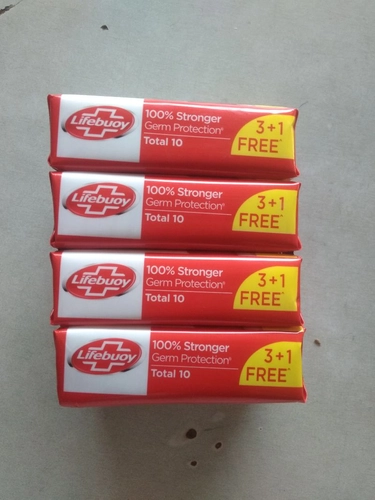 Lifebuoy
100% Stronger
Germ Protection*
Total 10
3+1
FREE*
Lifebuoy
100% Stronger
Germ Protection*
Total 10
3+1
FREE*
Lifebuoy
100% Stronger
Germ Protection*
Total 10
3+1
FREE*
Lifebuoy
100% Stronger
Germ Protection*
Total 10
3+1
FREE*